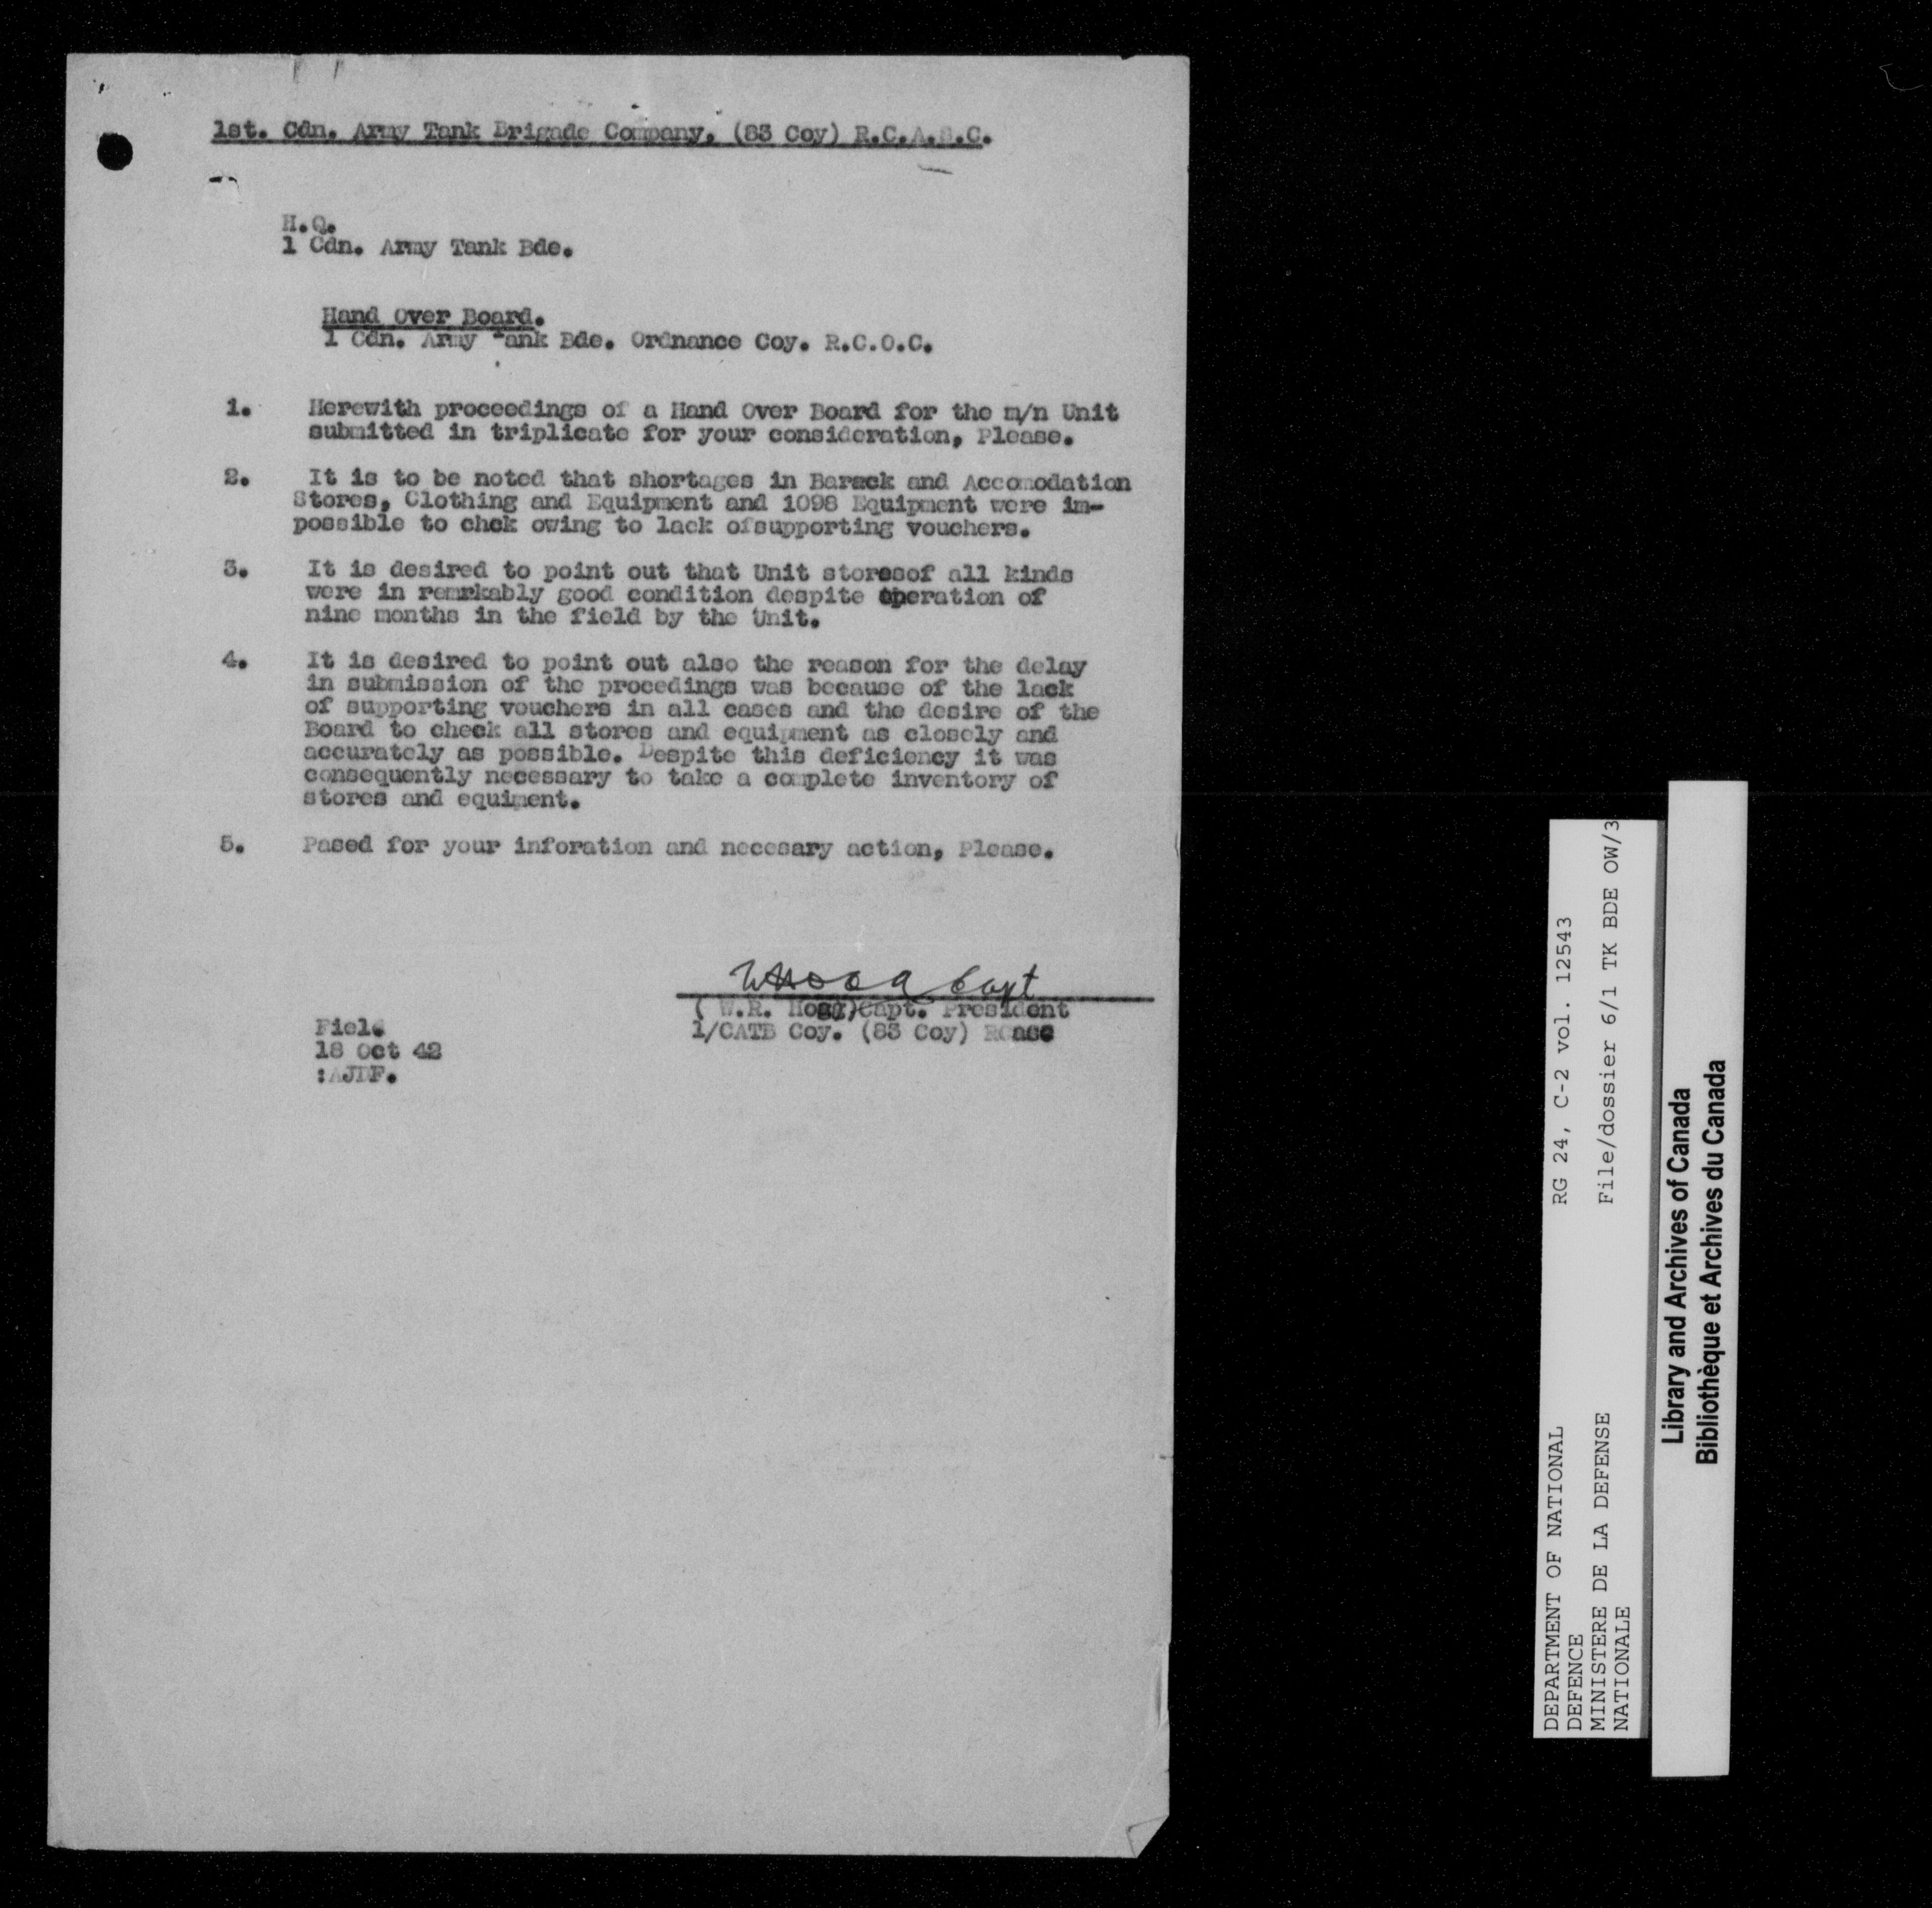 1st. Cdn. Army Tank Brigade Company. (83 Coy) R.C.A.S.C.
H.Q.
1 Cdn. Army Tank Bde.
Hand Over Board.
1 Cdn. Army Tank Bde. Ordnance Coy. R.C.O.C.
1. Herewith proceedings of a Hand Over Board for the m/n Unit
submitted in triplicate for your consideration, Please.
2. It is to be noted that shortages in Barack and Accomodation
Stores, Clothing and Equipment and 1098 Equipment were im-
possible to chck owing to lack ofsupporting vouchers.
3. It is desired to point out that Unit storesof all kinds
were in remrkably good condition despite operation of
nine months in the field by the Unit.
4. It is desired to point out also the reason for the delay
in submission of the procedings was because of the lack
of supporting vouchers in all cases and the desire of the
Board to check all stores and equipment as closely and
accurately as possible. Despite this deficiency it was
consequently necessary to take a complete inventory of
stores and equiment.
5. Pased for your inforation and necesary action, Please.
Capt
( W.R. Hogg)Capt. President
1/CATB Coy. (83 Coy) RCasc
Field
18 Oct 42
:AJDF.
DEPARTMENT OF NATIONAL
DEFENCE
MINISTERE DE LA DEFENSE
NATIONALE
RG 24, C-2 vol. 12543
File/dossier 6/1 TK BDE OW/3
Library and Archives of Canada
Bibliothèque et Archives du Canada